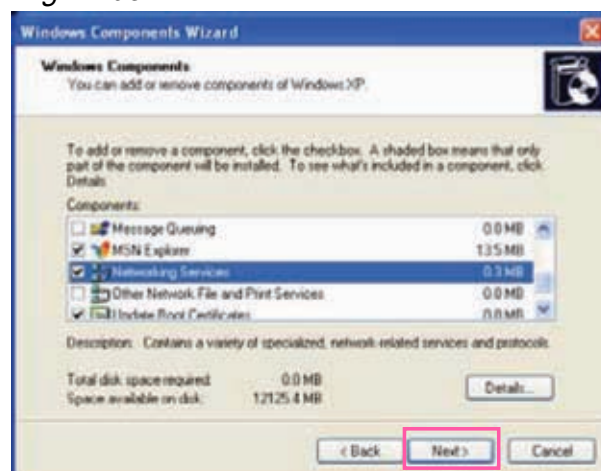 Windows Components Wizard
Windows Components
You can add or remove components of Windows XP.
To add or remove a component, click the checkbox. A shaded box means that only
part of the component will be installed. To see what's included in a component, click
Details.
Components:
Message Queuing 0.0 MB
MSN Explorer 13.5 MB
Networking Services 0.3 MB
Other Network File and Print Services 0.0 MB
Update Root Certificates 0.0 MB
Description: Contains a variety of specialized, network-related services and protocols.
Total disk space required: 0.0 MB
Space available on disk: 12125.4 MB
Details...
< Back Next > Cancel